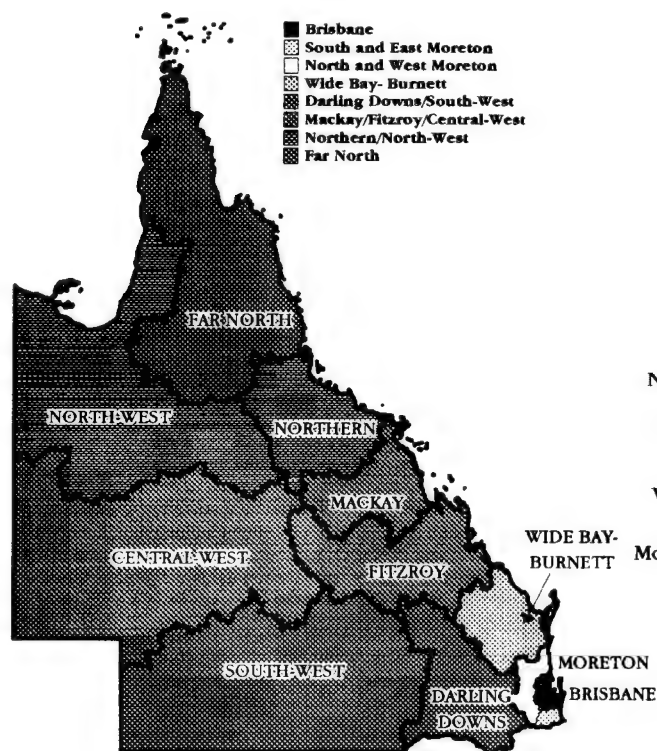 Brisbane
South and East Moreton
North and West Moreton
Wide Bay- Burnett
Darling Downs/South-West
Mackay/Fitzroy/Central-West
Northern/North-West
Far North
FAR NORTH
NORTH-WEST
NORTHERN
MACKAY
CENTRAL-WEST
FITZROY
WIDE BAY-
BURNETT
SOUTH-WEST
DARLING
DOWNS
MORETON
BRISBANE
N
Mo